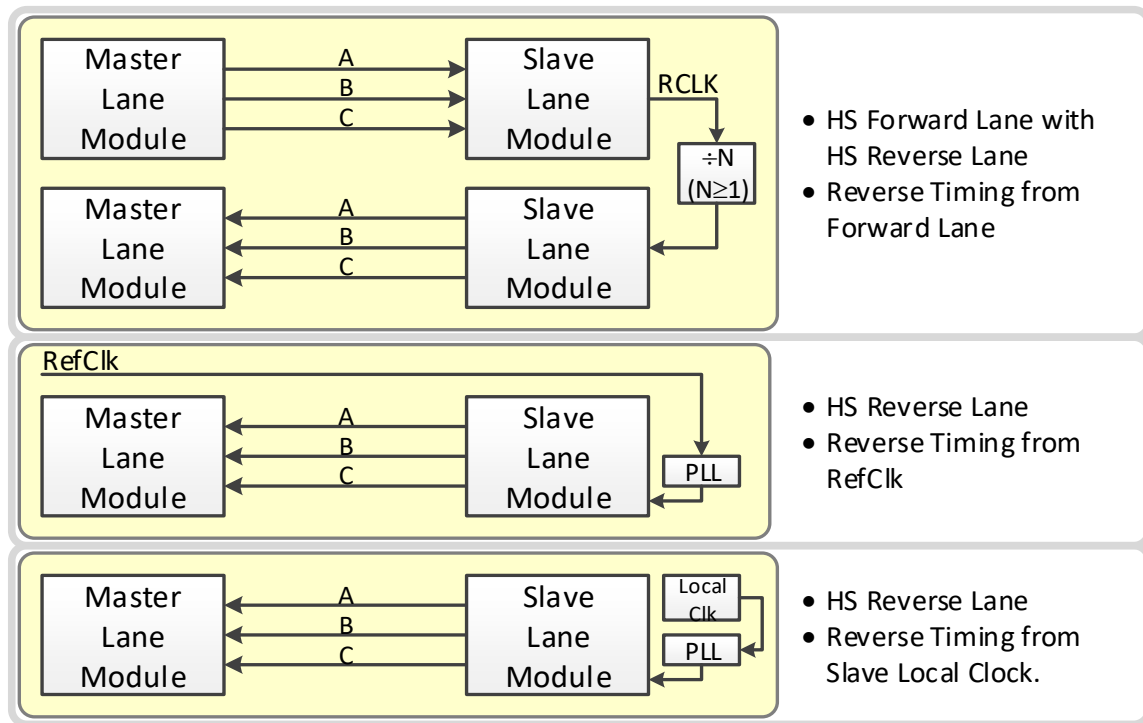 Master
Lane
Module
A
B
C
Slave
Lane
Module
RCLK
÷N
(N≥1)
Master
Lane
Module
A
B
C
Slave
Lane
Module
• HS Forward Lane with
HS Reverse Lane
• Reverse Timing from
Forward Lane
RefClk
Master
Lane
Module
A
B
C
Slave
Lane
Module
PLL
• HS Reverse Lane
• Reverse Timing from
RefClk
Master
Lane
Module
A
B
C
Slave
Lane
Module
Local
Clk
PLL
• HS Reverse Lane
• Reverse Timing from
Slave Local Clock.